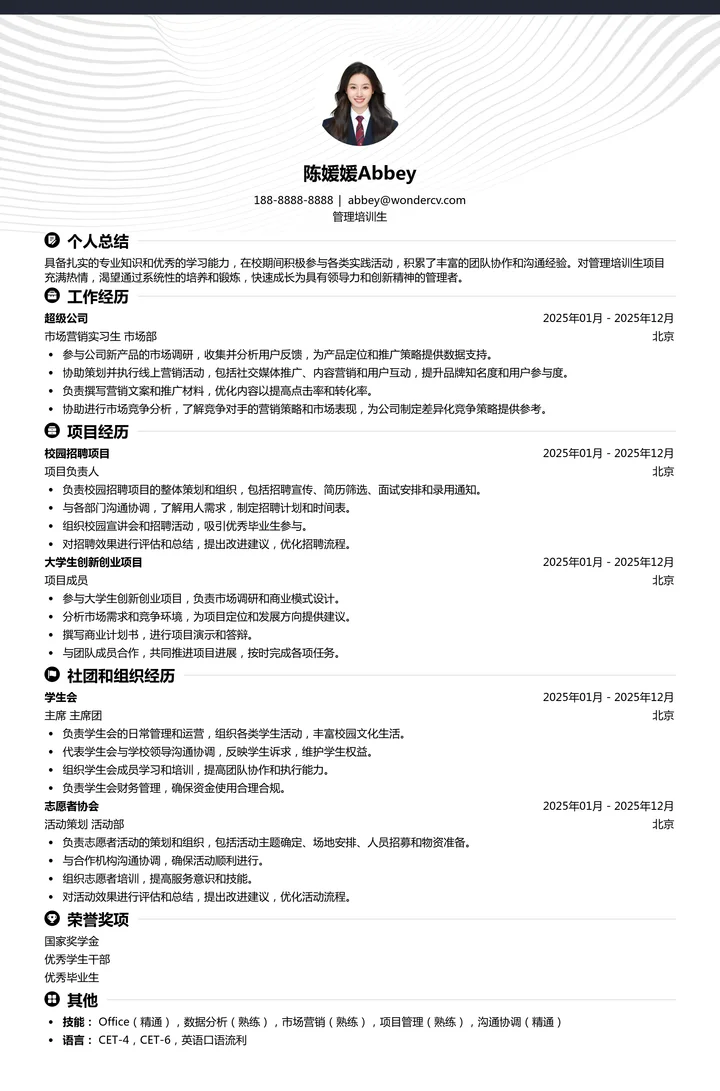 陈媛媛Abbey
188-8888-8888 | abbey@wondercv.com
管理培训生
个人总结
具备扎实的专业知识和优秀的学习能力，在校期间积极参与各类实践活动，积累了丰富的团队协作和沟通经验。对管理培训生项目
充满热情，渴望通过系统性的培养和锻炼，快速成长为具有领导力和创新精神的管理者。
工作经历
超级公司 2025年01月 - 2025年12月
市场营销实习生 市场部 北京
• 参与公司新产品的市场调研，收集并分析用户反馈，为产品定位和推广策略提供数据支持。
• 协助策划并执行线上营销活动，包括社交媒体推广、内容营销和用户互动，提升品牌知名度和用户参与度。
• 负责撰写营销文案和推广材料，优化内容以提高点击率和转化率。
• 协助进行市场竞争分析，了解竞争对手的营销策略和市场表现，为公司制定差异化竞争策略提供参考。
项目经历
校园招聘项目 2025年01月 - 2025年12月
项目负责人 北京
• 负责校园招聘项目的整体策划和组织，包括招聘宣传、简历筛选、面试安排和录用通知。
• 与各部门沟通协调，了解用人需求，制定招聘计划和时间表。
• 组织校园宣讲会和招聘活动，吸引优秀毕业生参与。
• 对招聘效果进行评估和总结，提出改进建议，优化招聘流程。
大学生创新创业项目 2025年01月 - 2025年12月
项目成员 北京
• 参与大学生创新创业项目，负责市场调研和商业模式设计。
• 分析市场需求和竞争环境，为项目定位和发展方向提供建议。
• 撰写商业计划书，进行项目演示和答辩。
• 与团队成员合作，共同推进项目进展，按时完成各项任务。
社团和组织经历
学生会 2025年01月 - 2025年12月
主席 主席团 北京
• 负责学生会的日常管理和运营，组织各类学生活动，丰富校园文化生活。
• 代表学生会与学校领导沟通协调，反映学生诉求，维护学生权益。
• 组织学生会成员学习和培训，提高团队协作和执行能力。
• 负责学生会财务管理，确保资金使用合理合规。
志愿者协会 2025年01月 - 2025年12月
活动策划 活动部 北京
• 负责志愿者活动的策划和组织，包括活动主题确定、场地安排、人员招募和物资准备。
• 与合作机构沟通协调，确保活动顺利进行。
• 组织志愿者培训，提高服务意识和技能。
• 对活动效果进行评估和总结，提出改进建议，优化活动流程。
荣誉奖项
国家奖学金
优秀学生干部
优秀毕业生
其他
• 技能： Office（精通），数据分析（熟练），市场营销（熟练），项目管理（熟练），沟通协调（精通）
• 语言： CET-4，CET-6，英语口语流利